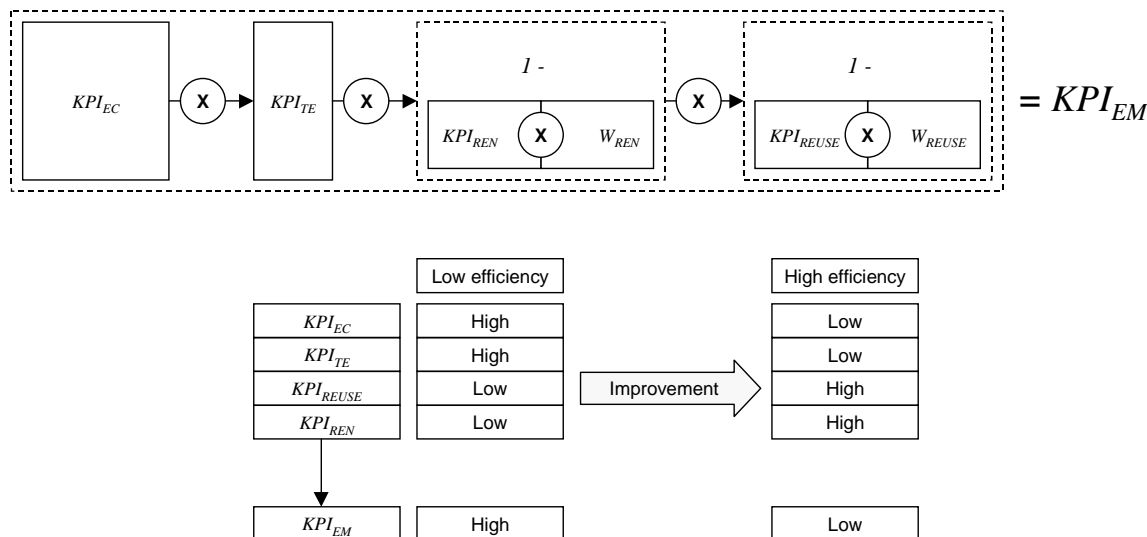 1 - 1 -
KPI_EC X KPI_TE X X = KPI_EM
KPI_REN X W_REN KPI_REUSE X W_REUSE
Low efficiency High efficiency
KPI_EC High Low
KPI_TE High Low
KPI_REUSE Low Improvement High
KPI_REN Low High
KPI_EM High Low